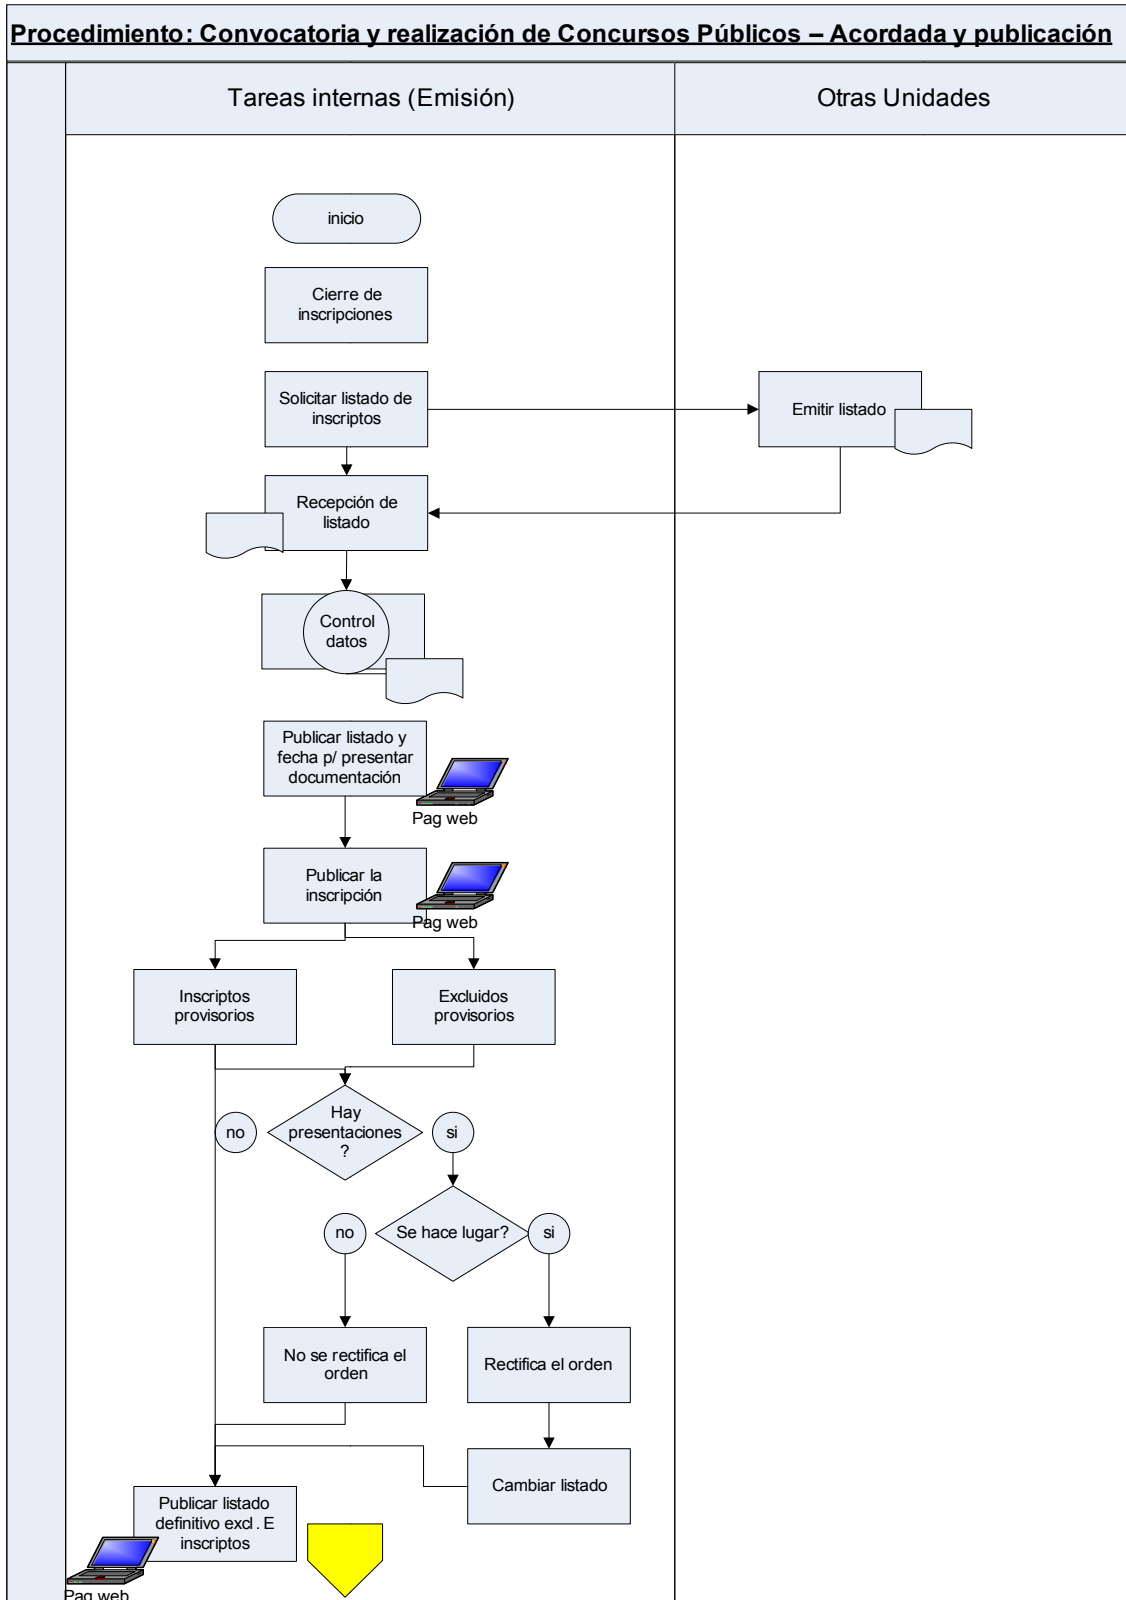 Procedimiento: Convocatoria y realización de Concursos Públicos – Acordada y publicación
Tareas internas (Emisión)
Otras Unidades
inicio
Cierre de
inscripciones
Solicitar listado de
inscriptos
Emitir listado
Recepción de
listado
Control
datos
Publicar listado y
fecha p/ presentar
documentación
Pag web
Publicar la
inscripción
Pag web
Inscriptos
provisorios
Excluidos
provisorios
Hay
presentaciones
?
no
si
Se hace lugar?
no
si
No se rectifica el
orden
Rectifica el orden
Cambiar listado
Publicar listado
definitivo excl . E
inscriptos
Pag web